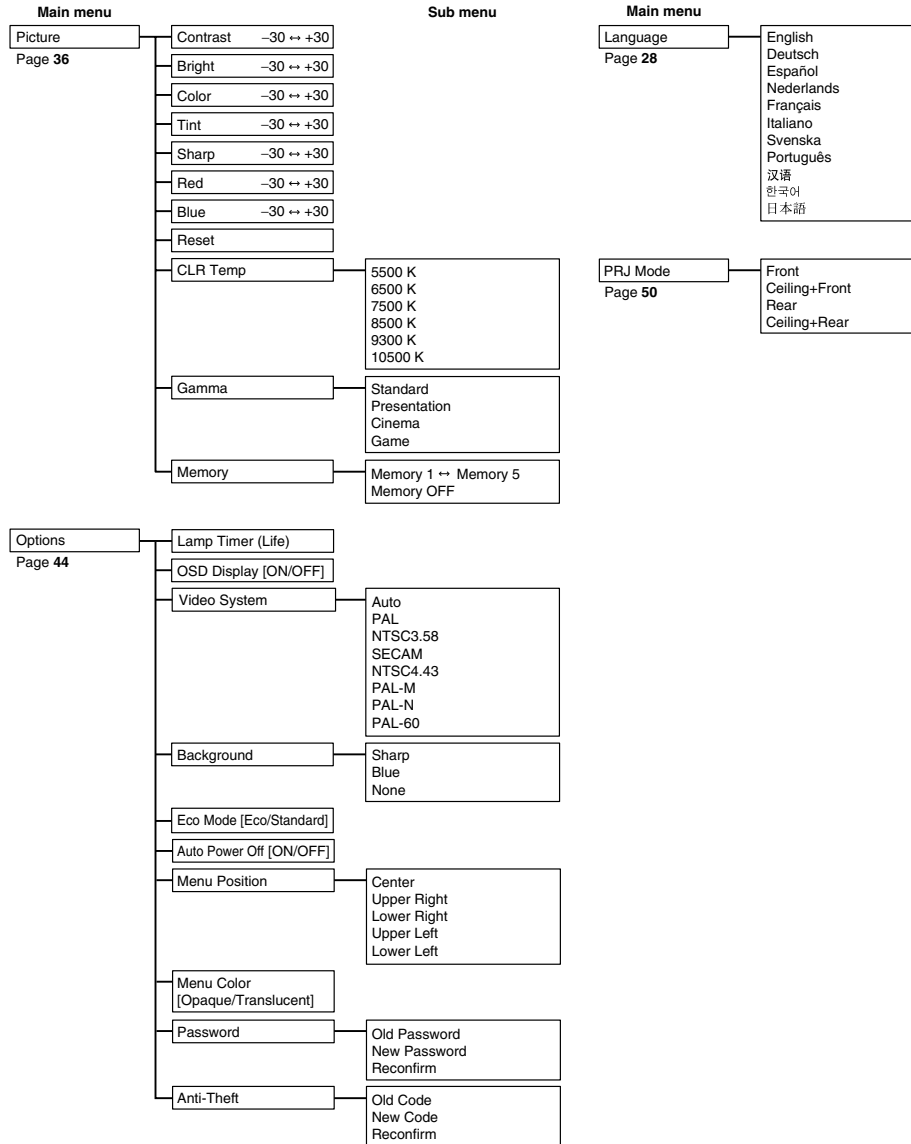 Main menu
Sub menu
Main menu
Picture
Page 36
Contrast −30 ↔ +30
Bright −30 ↔ +30
Color −30 ↔ +30
Tint −30 ↔ +30
Sharp −30 ↔ +30
Red −30 ↔ +30
Blue −30 ↔ +30
Reset
CLR Temp
5500 K
6500 K
7500 K
8500 K
9300 K
10500 K
Gamma
Standard
Presentation
Cinema
Game
Memory
Memory 1 ↔ Memory 5
Memory OFF
Language
Page 28
English
Deutsch
Español
Nederlands
Français
Italiano
Svenska
Português
汉语
한국어
日本語
PRJ Mode
Page 50
Front
Ceiling+Front
Rear
Ceiling+Rear
Options
Page 44
Lamp Timer (Life)
OSD Display [ON/OFF]
Video System
Auto
PAL
NTSC3.58
SECAM
NTSC4.43
PAL-M
PAL-N
PAL-60
Background
Sharp
Blue
None
Eco Mode [Eco/Standard]
Auto Power Off [ON/OFF]
Menu Position
Center
Upper Right
Lower Right
Upper Left
Lower Left
Menu Color
[Opaque/Translucent]
Password
Old Password
New Password
Reconfirm
Anti-Theft
Old Code
New Code
Reconfirm